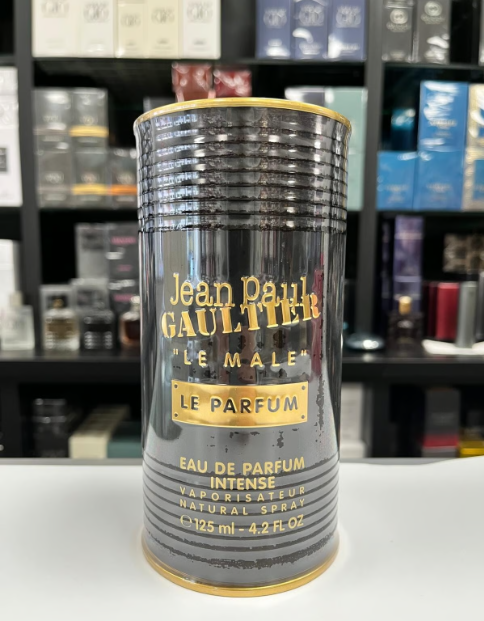 Jean Paul
GAULTIER
"LE MALE"
LE PARFUM
EAU DE PARFUM
INTENSE
VAPORISATEUR
NATURAL SPRAY
℮125 ml - 4.2 FL OZ